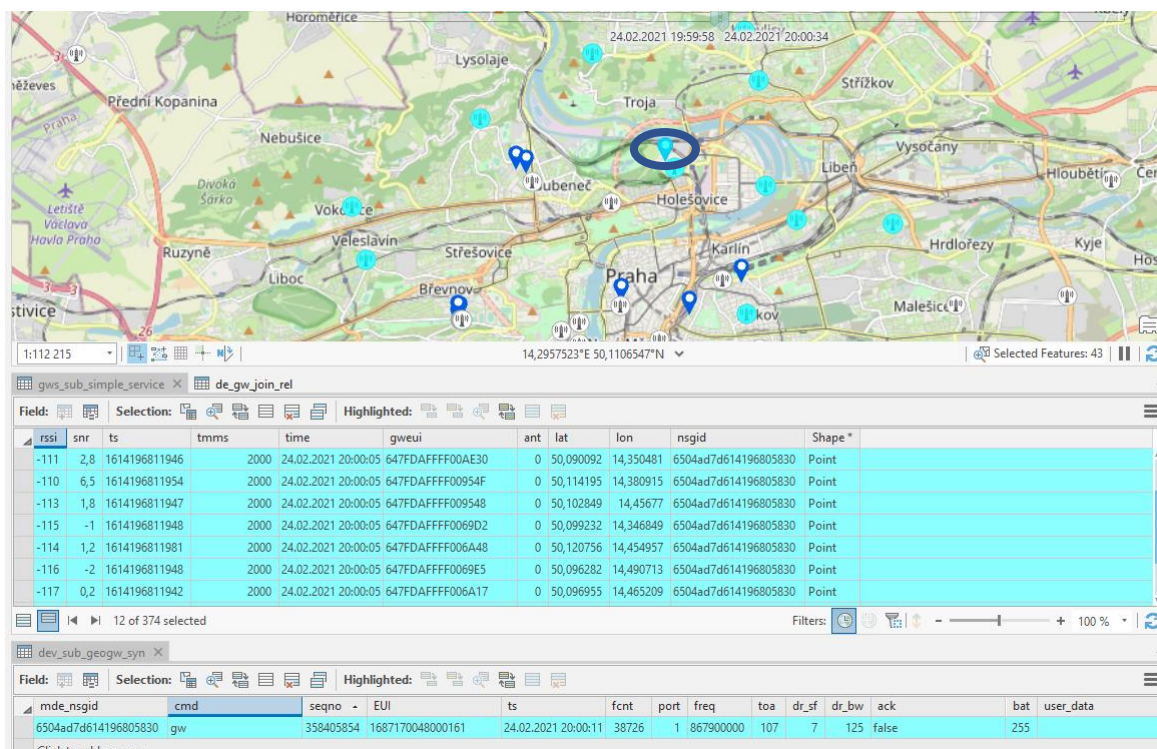 Horoměřice
24.02.2021 19:59:58 24.02.2021 20:00:34
Lysolaje
Střížkov
Přední Kopanina
Troja
Praha
Nebušice
Vysočany
Libeň
Divoká
Šárka
Bubeneč
Hloubětín
Holešovice
Letiště
Václava
Havla Praha
Veleslavín
Ruzyně
Střešovice
Karlín
Hrdlořezy
Kyje
Liboc
Praha
Břevnov
Malešice
26
1:112 215
14,2957523°E 50,1106547°N
Selected Features: 43
gws_sub_simple_service
de_gw_join_rel
Field:
Selection:
Highlighted:
rssi snr ts tmms time gweui ant lat lon nsgid Shape *
-111 2,8 1614196811946 2000 24.02.2021 20:00:05 647FDAFFFF00AE30 0 50,090092 14,350481 6504ad7d614196805830 Point
-110 6,5 1614196811954 2000 24.02.2021 20:00:05 647FDAFFFF00954F 0 50,114195 14,380915 6504ad7d614196805830 Point
-113 1,8 1614196811947 2000 24.02.2021 20:00:05 647FDAFFFF009548 0 50,102849 14,45677 6504ad7d614196805830 Point
-115 -1 1614196811948 2000 24.02.2021 20:00:05 647FDAFFFF0069D2 0 50,099232 14,346849 6504ad7d614196805830 Point
-114 1,2 1614196811981 2000 24.02.2021 20:00:05 647FDAFFFF006A48 0 50,120756 14,454957 6504ad7d614196805830 Point
-116 -2 1614196811948 2000 24.02.2021 20:00:05 647FDAFFFF0069E5 0 50,096282 14,490713 6504ad7d614196805830 Point
-117 0,2 1614196811942 2000 24.02.2021 20:00:05 647FDAFFFF006A17 0 50,096955 14,465209 6504ad7d614196805830 Point
12 of 374 selected
Filters:
- + 100 %
dev_sub_geogw_syn
Field:
Selection:
Highlighted:
mde_nsgid cmd seqno EUI ts fcnt port freq toa dr_sf dr_bw ack bat user_data
6504ad7d614196805830 gw 358405854 1687170048000161 24.02.2021 20:00:11 38726 1 867900000 107 7 125 false 255